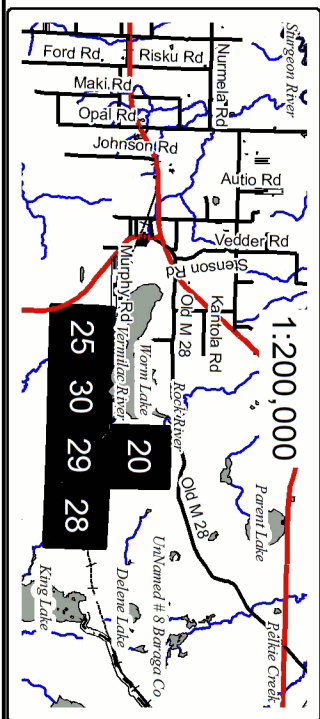 Sturgeon River
Ford Rd
Risku Rd
Nurmela Rd
Maki Rd
Opal Rd
Johnson Rd
Autio Rd
Vedder Rd
Stenson Rd
Murphy Rd
Old M 28
Kantola Rd
1:200,000
Worm Lake
Vermilac River
Rock River
25
30
29
28
20
Old M 28
Parent Lake
UnNamed # 8 Baraga Co
Pelkie Creek
Delene Lake
King Lake